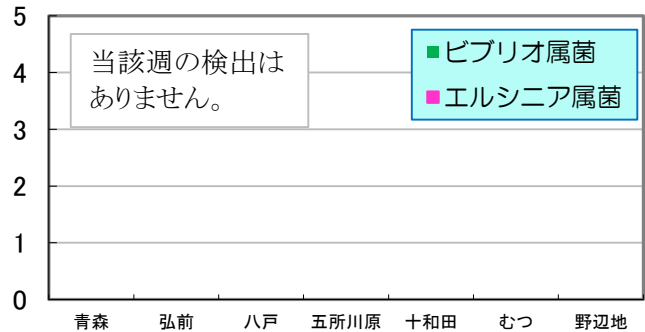 5
4
3
2
1
0
当該週の検出は
ありません。
ビブリオ属菌
エルシニア属菌
青森 弘前 八戸 五所川原 十和田 むつ 野辺地